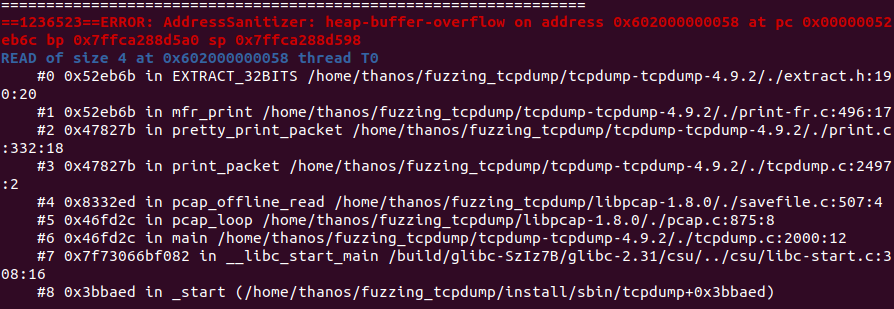 =================================================================
==1236523==ERROR: AddressSanitizer: heap-buffer-overflow on address 0x602000000058 at pc 0x00000052
eb6c bp 0x7ffca288d5a0 sp 0x7ffca288d598
READ of size 4 at 0x602000000058 thread T0
    #0 0x52eb6b in EXTRACT_32BITS /home/thanos/fuzzing_tcpdump/tcpdump-tcpdump-4.9.2/./extract.h:19
0:20
    #1 0x52eb6b in mfr_print /home/thanos/fuzzing_tcpdump/tcpdump-tcpdump-4.9.2/./print-fr.c:496:17
    #2 0x47827b in pretty_print_packet /home/thanos/fuzzing_tcpdump/tcpdump-tcpdump-4.9.2/./print.c
:332:18
    #3 0x47827b in print_packet /home/thanos/fuzzing_tcpdump/tcpdump-tcpdump-4.9.2/./tcpdump.c:2497
:2
    #4 0x8332ed in pcap_offline_read /home/thanos/fuzzing_tcpdump/libpcap-1.8.0/./savefile.c:507:4
    #5 0x46fd2c in pcap_loop /home/thanos/fuzzing_tcpdump/libpcap-1.8.0/./pcap.c:875:8
    #6 0x46fd2c in main /home/thanos/fuzzing_tcpdump/tcpdump-tcpdump-4.9.2/./tcpdump.c:2000:12
    #7 0x7f73066bf082 in __libc_start_main /build/glibc-SzIz7B/glibc-2.31/csu/../csu/libc-start.c:3
08:16
    #8 0x3bbaed in _start (/home/thanos/fuzzing_tcpdump/install/sbin/tcpdump+0x3bbaed)